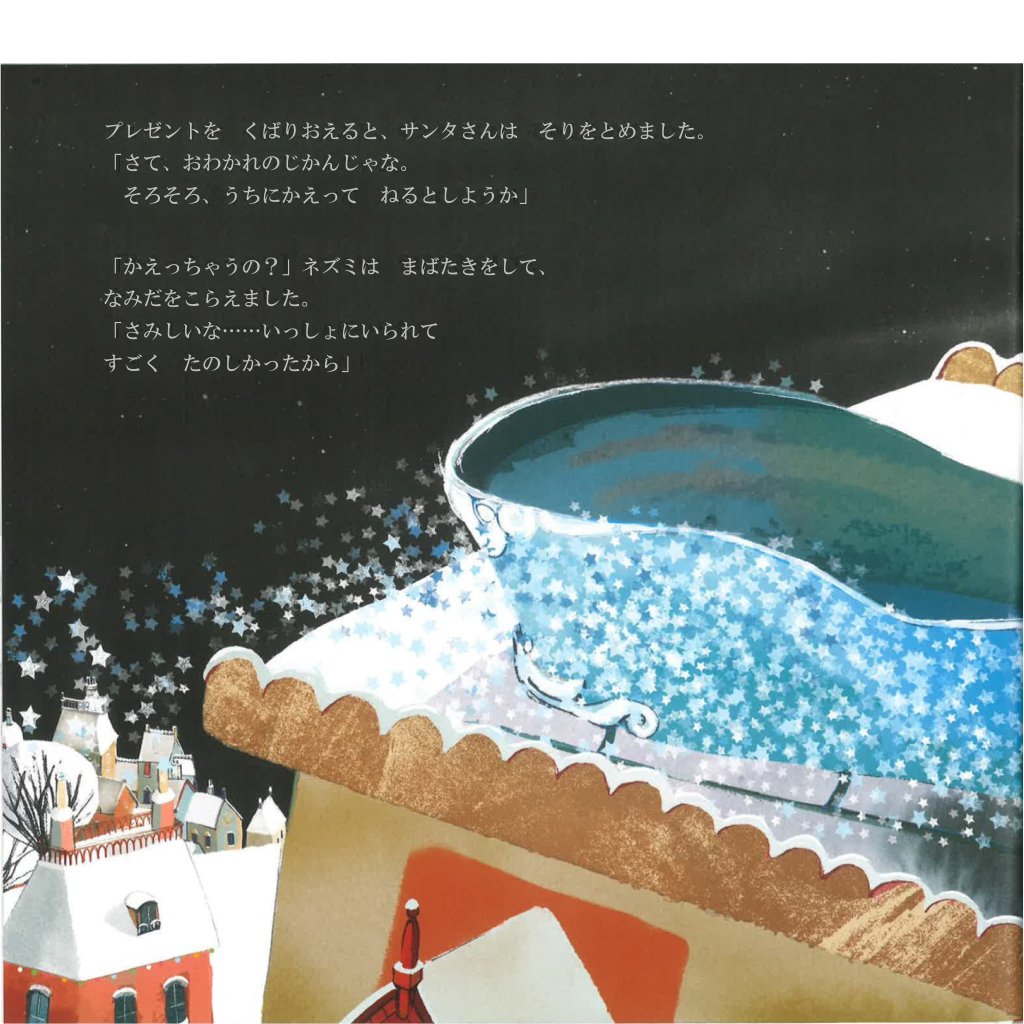 プレゼントを　くばりおえると、サンタさんは　そりをとめました。
「さて、おわかれのじかんじゃな。
　そろそろ、うちにかえって　ねるとしようか」
「かえっちゃうの？」ネズミは　まばたきをして、
なみだをこらえました。
「さみしいな……いっしょにいられて
すごく　たのしかったから」